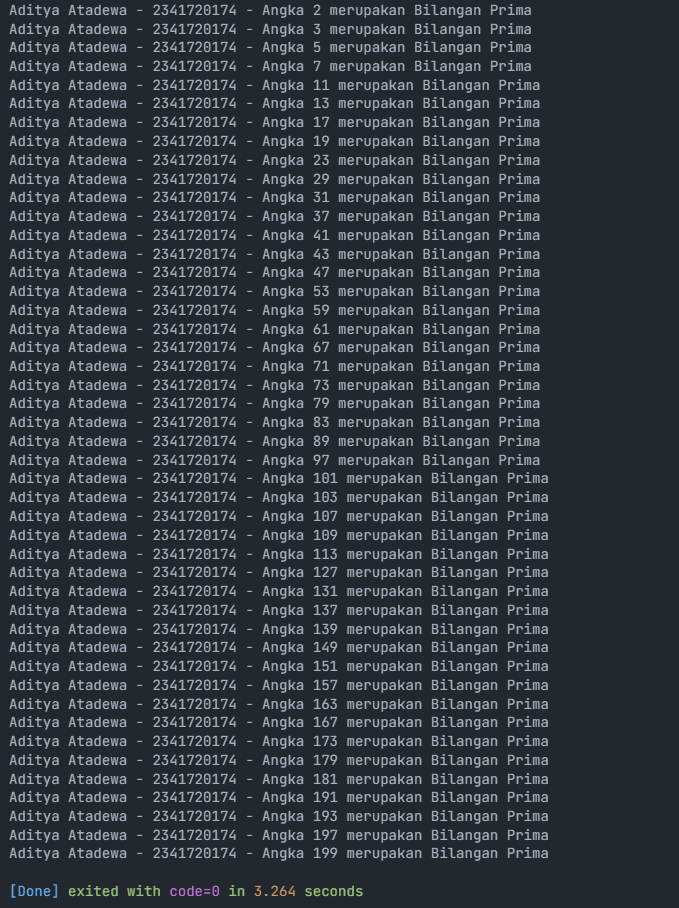 Aditya Atadewa - 2341720174 - Angka 2 merupakan Bilangan Prima
Aditya Atadewa - 2341720174 - Angka 3 merupakan Bilangan Prima
Aditya Atadewa - 2341720174 - Angka 5 merupakan Bilangan Prima
Aditya Atadewa - 2341720174 - Angka 7 merupakan Bilangan Prima
Aditya Atadewa - 2341720174 - Angka 11 merupakan Bilangan Prima
Aditya Atadewa - 2341720174 - Angka 13 merupakan Bilangan Prima
Aditya Atadewa - 2341720174 - Angka 17 merupakan Bilangan Prima
Aditya Atadewa - 2341720174 - Angka 19 merupakan Bilangan Prima
Aditya Atadewa - 2341720174 - Angka 23 merupakan Bilangan Prima
Aditya Atadewa - 2341720174 - Angka 29 merupakan Bilangan Prima
Aditya Atadewa - 2341720174 - Angka 31 merupakan Bilangan Prima
Aditya Atadewa - 2341720174 - Angka 37 merupakan Bilangan Prima
Aditya Atadewa - 2341720174 - Angka 41 merupakan Bilangan Prima
Aditya Atadewa - 2341720174 - Angka 43 merupakan Bilangan Prima
Aditya Atadewa - 2341720174 - Angka 47 merupakan Bilangan Prima
Aditya Atadewa - 2341720174 - Angka 53 merupakan Bilangan Prima
Aditya Atadewa - 2341720174 - Angka 59 merupakan Bilangan Prima
Aditya Atadewa - 2341720174 - Angka 61 merupakan Bilangan Prima
Aditya Atadewa - 2341720174 - Angka 67 merupakan Bilangan Prima
Aditya Atadewa - 2341720174 - Angka 71 merupakan Bilangan Prima
Aditya Atadewa - 2341720174 - Angka 73 merupakan Bilangan Prima
Aditya Atadewa - 2341720174 - Angka 79 merupakan Bilangan Prima
Aditya Atadewa - 2341720174 - Angka 83 merupakan Bilangan Prima
Aditya Atadewa - 2341720174 - Angka 89 merupakan Bilangan Prima
Aditya Atadewa - 2341720174 - Angka 97 merupakan Bilangan Prima
Aditya Atadewa - 2341720174 - Angka 101 merupakan Bilangan Prima
Aditya Atadewa - 2341720174 - Angka 103 merupakan Bilangan Prima
Aditya Atadewa - 2341720174 - Angka 107 merupakan Bilangan Prima
Aditya Atadewa - 2341720174 - Angka 109 merupakan Bilangan Prima
Aditya Atadewa - 2341720174 - Angka 113 merupakan Bilangan Prima
Aditya Atadewa - 2341720174 - Angka 127 merupakan Bilangan Prima
Aditya Atadewa - 2341720174 - Angka 131 merupakan Bilangan Prima
Aditya Atadewa - 2341720174 - Angka 137 merupakan Bilangan Prima
Aditya Atadewa - 2341720174 - Angka 139 merupakan Bilangan Prima
Aditya Atadewa - 2341720174 - Angka 149 merupakan Bilangan Prima
Aditya Atadewa - 2341720174 - Angka 151 merupakan Bilangan Prima
Aditya Atadewa - 2341720174 - Angka 157 merupakan Bilangan Prima
Aditya Atadewa - 2341720174 - Angka 163 merupakan Bilangan Prima
Aditya Atadewa - 2341720174 - Angka 167 merupakan Bilangan Prima
Aditya Atadewa - 2341720174 - Angka 173 merupakan Bilangan Prima
Aditya Atadewa - 2341720174 - Angka 179 merupakan Bilangan Prima
Aditya Atadewa - 2341720174 - Angka 181 merupakan Bilangan Prima
Aditya Atadewa - 2341720174 - Angka 191 merupakan Bilangan Prima
Aditya Atadewa - 2341720174 - Angka 193 merupakan Bilangan Prima
Aditya Atadewa - 2341720174 - Angka 197 merupakan Bilangan Prima
Aditya Atadewa - 2341720174 - Angka 199 merupakan Bilangan Prima
[Done] exited with code=0 in 3.264 seconds